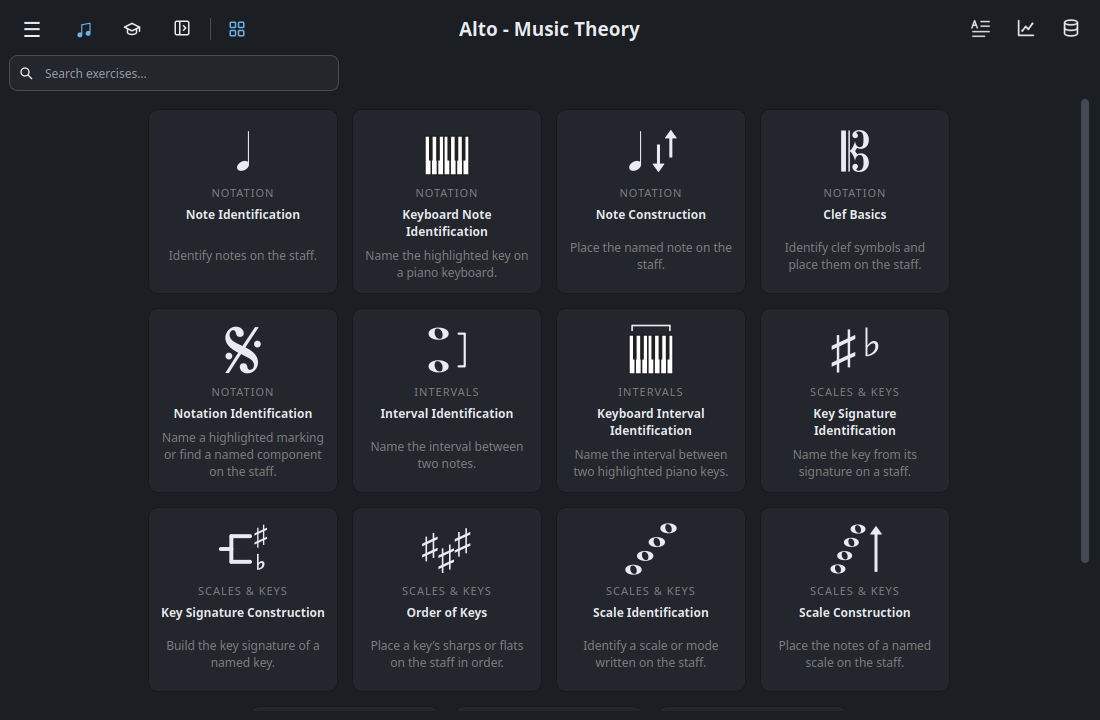 Alto - Music Theory
Search exercises...
NOTATION
Note Identification
Identify notes on the staff.
NOTATION
Keyboard Note
Identification
Name the highlighted key on
a piano keyboard.
NOTATION
Note Construction
Place the named note on the
staff.
NOTATION
Clef Basics
Identify clef symbols and
place them on the staff.
NOTATION
Notation Identification
Name a highlighted marking
or find a named component
on the staff.
INTERVALS
Interval Identification
Name the interval between
two notes.
INTERVALS
Keyboard Interval
Identification
Name the interval between
two highlighted piano keys.
SCALES & KEYS
Key Signature
Identification
Name the key from its
signature on a staff.
SCALES & KEYS
Key Signature Construction
Build the key signature of a
named key.
SCALES & KEYS
Order of Keys
Place a key's sharps or flats
on the staff in order.
SCALES & KEYS
Scale Identification
Identify a scale or mode
written on the staff.
SCALES & KEYS
Scale Construction
Place the notes of a named
scale on the staff.